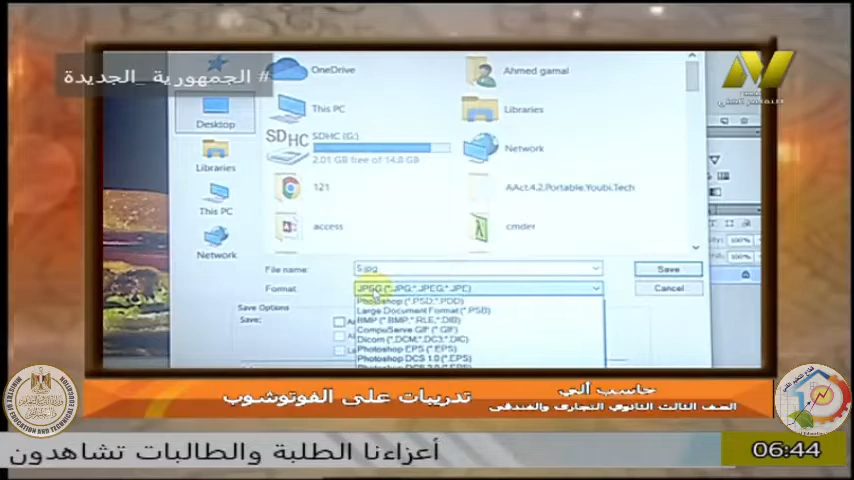 # الجمهورية _الجديدة
OneDrive
Ahmed gamal
Desktop
This PC
Libraries
SDHC (G:)
2.01 GB free of 14.8 GB
Network
Libraries
121
AAct.4.2.Portable.Youbi.Tech
This PC
access
cmder
Network
File name:
5.jpg
Save
Format:
JPEG (*.JPG;*.JPEG;*.JPE)
Cancel
Save Options
Save:
Photoshop (*.PSD;*.PDD)
Large Document Format (*.PSB)
BMP (*.BMP;*.RLE;*.DIB)
CompuServe GIF (*.GIF)
Dicom (*.DCM;*.DC3;*.DIC)
Photoshop EPS (*.EPS)
Photoshop DCS 1.0 (*.EPS)
100%
100%
حاسب آلي
الصف الثالث الثانوي التجاري والفندقي
تدريبات على الفوتوشوب
أعزاءنا الطلبة والطالبات تشاهدون
06:44